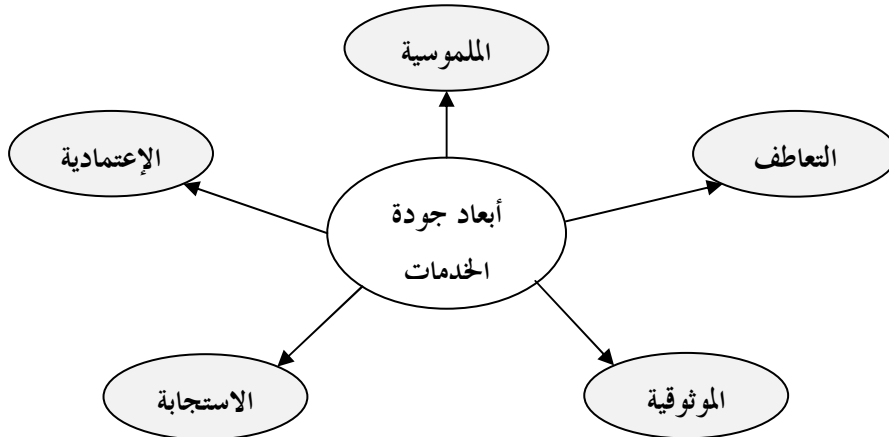 الملموسية
التعاطف
الإعتمادية
أبعاد جودة
الخدمات
الموثوقية
الاستجابة